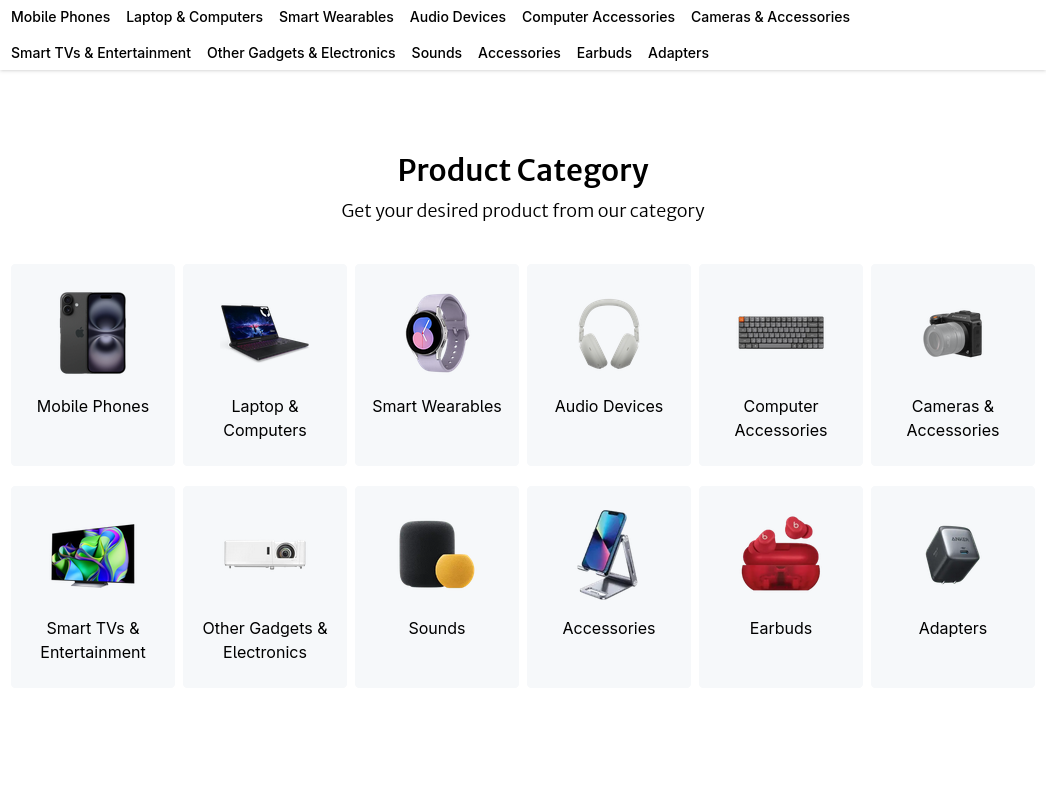 Mobile Phones Laptop & Computers Smart Wearables Audio Devices Computer Accessories Cameras & Accessories
Smart TVs & Entertainment Other Gadgets & Electronics Sounds Accessories Earbuds Adapters
Product Category
Get your desired product from our category
Mobile Phones
Laptop &
Computers
Smart Wearables
Audio Devices
Computer
Accessories
Cameras &
Accessories
Smart TVs &
Entertainment
Other Gadgets &
Electronics
Sounds
Accessories
Earbuds
ANKER
Adapters